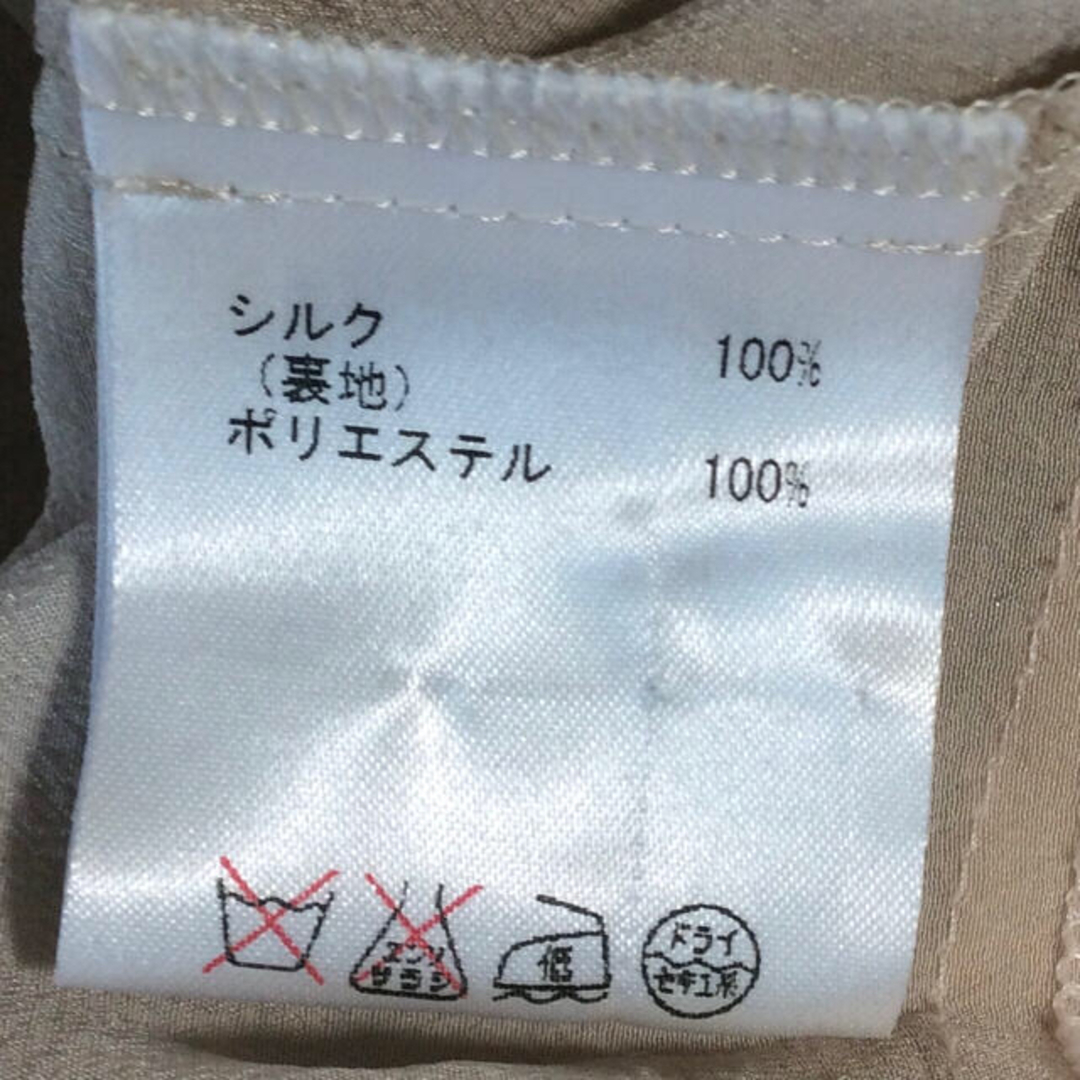 シルク 100%
（裏地）
ポリエステル 100%
エンソ
サラシ
低
ドライ
セキユ系